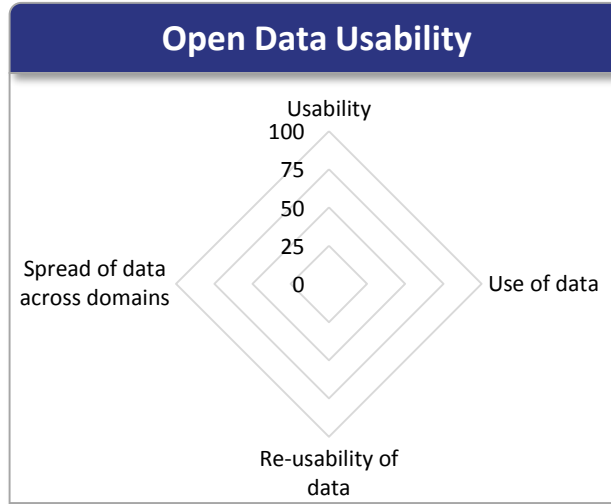 Open Data Usability
Usability
100
75
50
25
0
Spread of data
across domains
Use of data
Re-usability of
data